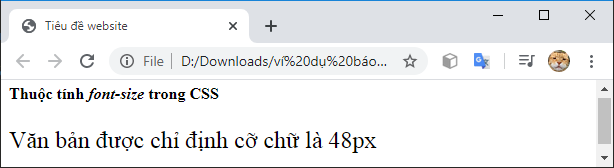 Tiêu đề website
File
D:/Downloads/ví%20dụ%20báo...
Thuộc tính font-size trong CSS
Văn bản được chỉ định cỡ chữ là 48px